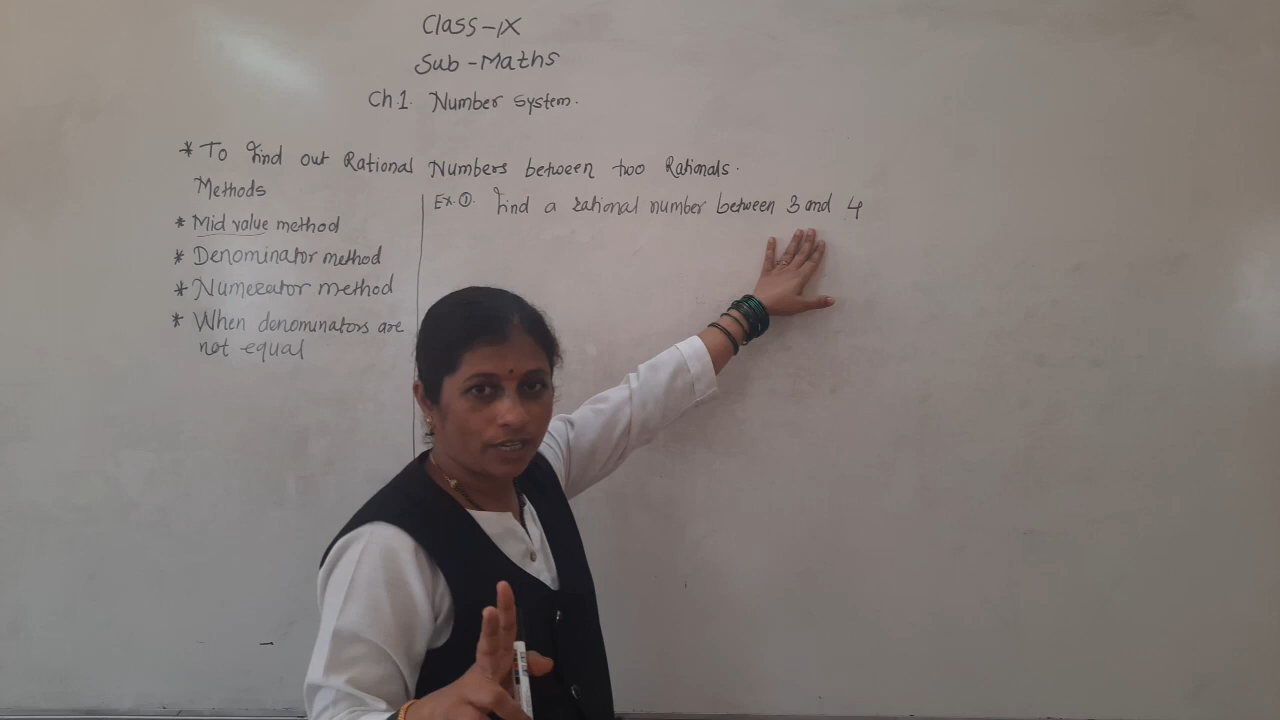 Class-IX
Sub-Maths
Ch.1. Number System.
* To find out Rational Numbers between two Rationals.
Methods
* Mid value method
* Denominator method
* Numerator method
* When denominators are
not equal
Ex.①. find a rational number between 3 and 4